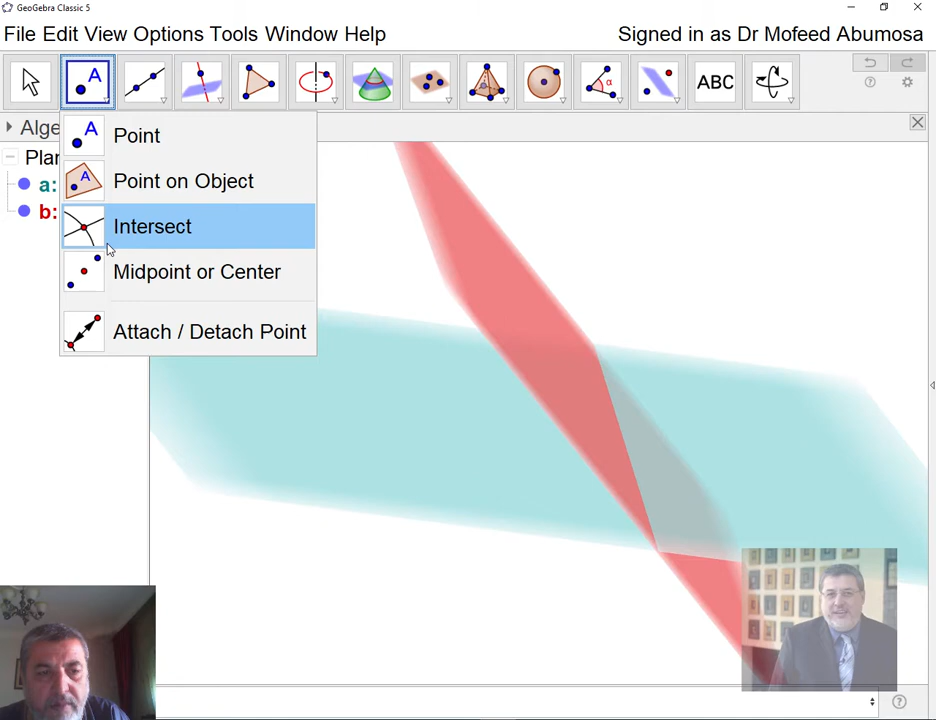 GeoGebra Classic 5
File Edit View Options Tools Window Help
Signed in as Dr Mofeed Abumosa
A
α
ABC
Alge
A Point
Plan
a:
A Point on Object
b:
Intersect
Midpoint or Center
Attach / Detach Point